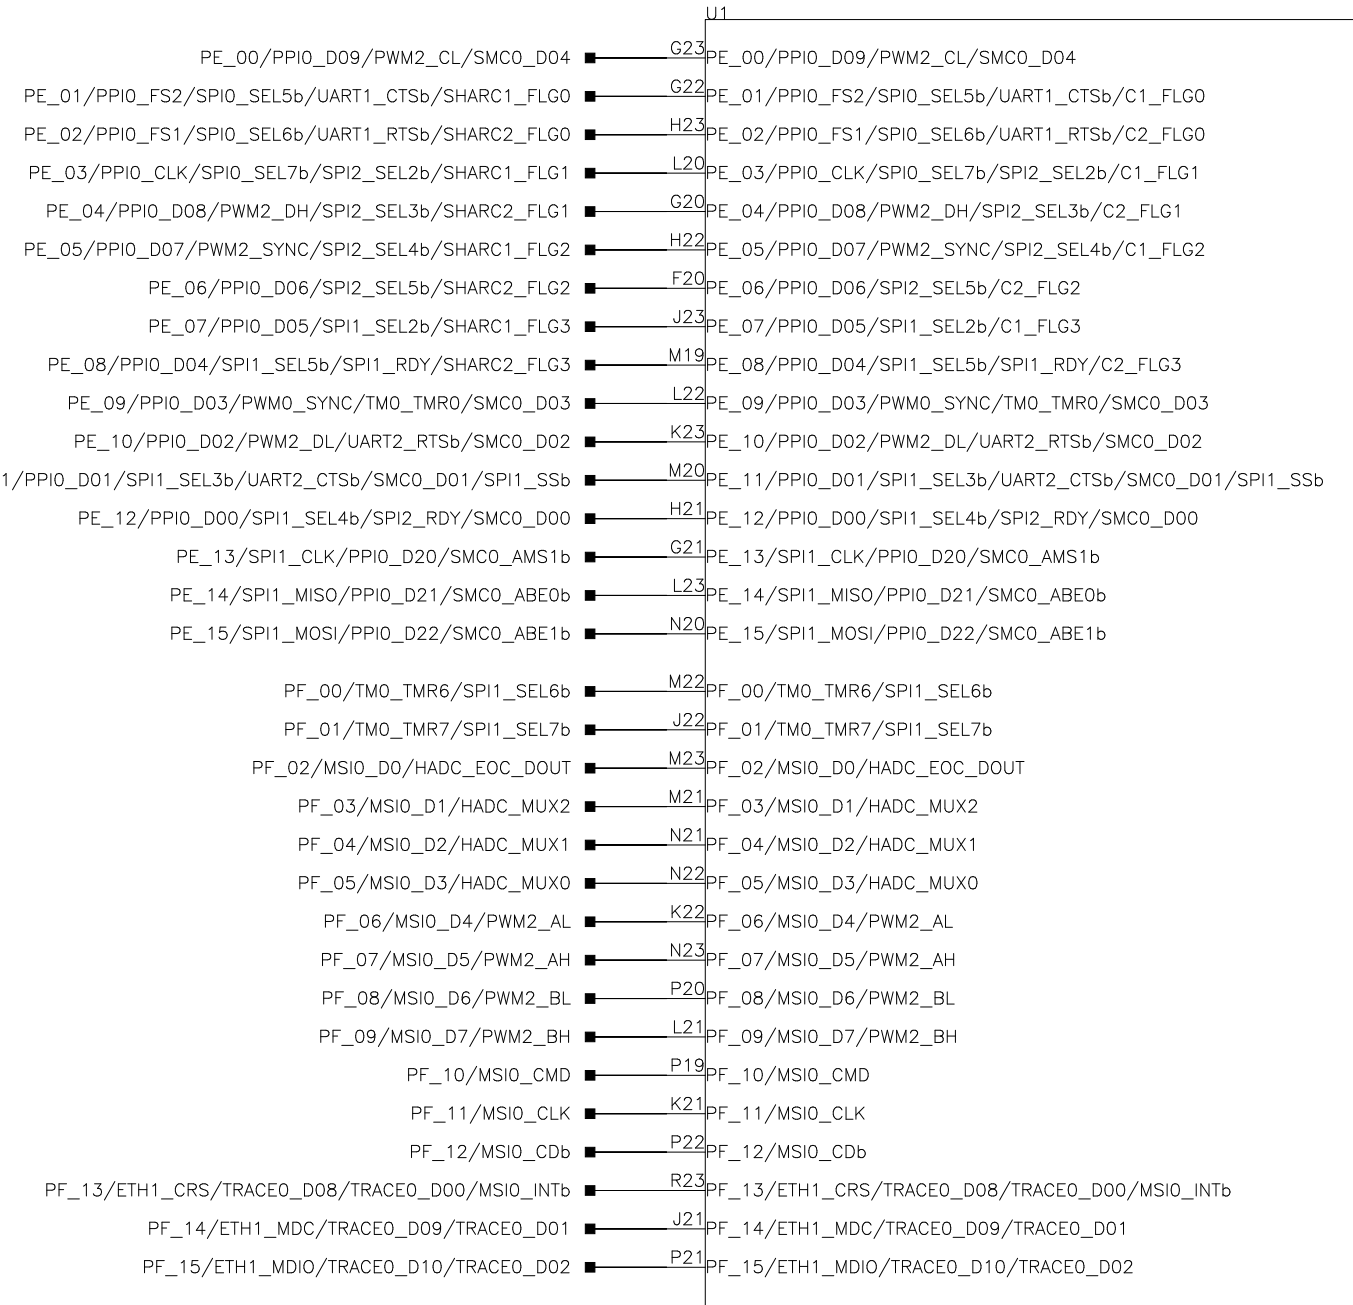 U1
PE_00/PPI0_D09/PWM2_CL/SMC0_D04 G23 PE_00/PPI0_D09/PWM2_CL/SMC0_D04
PE_01/PPI0_FS2/SPI0_SEL5b/UART1_CTSb/SHARC1_FLG0 G22 PE_01/PPI0_FS2/SPI0_SEL5b/UART1_CTSb/C1_FLG0
PE_02/PPI0_FS1/SPI0_SEL6b/UART1_RTSb/SHARC2_FLG0 H23 PE_02/PPI0_FS1/SPI0_SEL6b/UART1_RTSb/C2_FLG0
PE_03/PPI0_CLK/SPI0_SEL7b/SPI2_SEL2b/SHARC1_FLG1 L20 PE_03/PPI0_CLK/SPI0_SEL7b/SPI2_SEL2b/C1_FLG1
PE_04/PPI0_D08/PWM2_DH/SPI2_SEL3b/SHARC2_FLG1 G20 PE_04/PPI0_D08/PWM2_DH/SPI2_SEL3b/C2_FLG1
PE_05/PPI0_D07/PWM2_SYNC/SPI2_SEL4b/SHARC1_FLG2 H22 PE_05/PPI0_D07/PWM2_SYNC/SPI2_SEL4b/C1_FLG2
PE_06/PPI0_D06/SPI2_SEL5b/SHARC2_FLG2 F20 PE_06/PPI0_D06/SPI2_SEL5b/C2_FLG2
PE_07/PPI0_D05/SPI1_SEL2b/SHARC1_FLG3 J23 PE_07/PPI0_D05/SPI1_SEL2b/C1_FLG3
PE_08/PPI0_D04/SPI1_SEL5b/SPI1_RDY/SHARC2_FLG3 M19 PE_08/PPI0_D04/SPI1_SEL5b/SPI1_RDY/C2_FLG3
PE_09/PPI0_D03/PWM0_SYNC/TM0_TMR0/SMC0_D03 L22 PE_09/PPI0_D03/PWM0_SYNC/TM0_TMR0/SMC0_D03
PE_10/PPI0_D02/PWM2_DL/UART2_RTSb/SMC0_D02 K23 PE_10/PPI0_D02/PWM2_DL/UART2_RTSb/SMC0_D02
1/PPI0_D01/SPI1_SEL3b/UART2_CTSb/SMC0_D01/SPI1_SSb M20 PE_11/PPI0_D01/SPI1_SEL3b/UART2_CTSb/SMC0_D01/SPI1_SSb
PE_12/PPI0_D00/SPI1_SEL4b/SPI2_RDY/SMC0_D00 H21 PE_12/PPI0_D00/SPI1_SEL4b/SPI2_RDY/SMC0_D00
PE_13/SPI1_CLK/PPI0_D20/SMC0_AMS1b G21 PE_13/SPI1_CLK/PPI0_D20/SMC0_AMS1b
PE_14/SPI1_MISO/PPI0_D21/SMC0_ABE0b L23 PE_14/SPI1_MISO/PPI0_D21/SMC0_ABE0b
PE_15/SPI1_MOSI/PPI0_D22/SMC0_ABE1b N20 PE_15/SPI1_MOSI/PPI0_D22/SMC0_ABE1b
PF_00/TM0_TMR6/SPI1_SEL6b M22 PF_00/TM0_TMR6/SPI1_SEL6b
PF_01/TM0_TMR7/SPI1_SEL7b J22 PF_01/TM0_TMR7/SPI1_SEL7b
PF_02/MSI0_D0/HADC_EOC_DOUT M23 PF_02/MSI0_D0/HADC_EOC_DOUT
PF_03/MSI0_D1/HADC_MUX2 M21 PF_03/MSI0_D1/HADC_MUX2
PF_04/MSI0_D2/HADC_MUX1 N21 PF_04/MSI0_D2/HADC_MUX1
PF_05/MSI0_D3/HADC_MUX0 N22 PF_05/MSI0_D3/HADC_MUX0
PF_06/MSI0_D4/PWM2_AL K22 PF_06/MSI0_D4/PWM2_AL
PF_07/MSI0_D5/PWM2_AH N23 PF_07/MSI0_D5/PWM2_AH
PF_08/MSI0_D6/PWM2_BL P20 PF_08/MSI0_D6/PWM2_BL
PF_09/MSI0_D7/PWM2_BH L21 PF_09/MSI0_D7/PWM2_BH
PF_10/MSI0_CMD P19 PF_10/MSI0_CMD
PF_11/MSI0_CLK K21 PF_11/MSI0_CLK
PF_12/MSI0_CDb P22 PF_12/MSI0_CDb
PF_13/ETH1_CRS/TRACE0_D08/TRACE0_D00/MSI0_INTb R23 PF_13/ETH1_CRS/TRACE0_D08/TRACE0_D00/MSI0_INTb
PF_14/ETH1_MDC/TRACE0_D09/TRACE0_D01 J21 PF_14/ETH1_MDC/TRACE0_D09/TRACE0_D01
PF_15/ETH1_MDIO/TRACE0_D10/TRACE0_D02 P21 PF_15/ETH1_MDIO/TRACE0_D10/TRACE0_D02